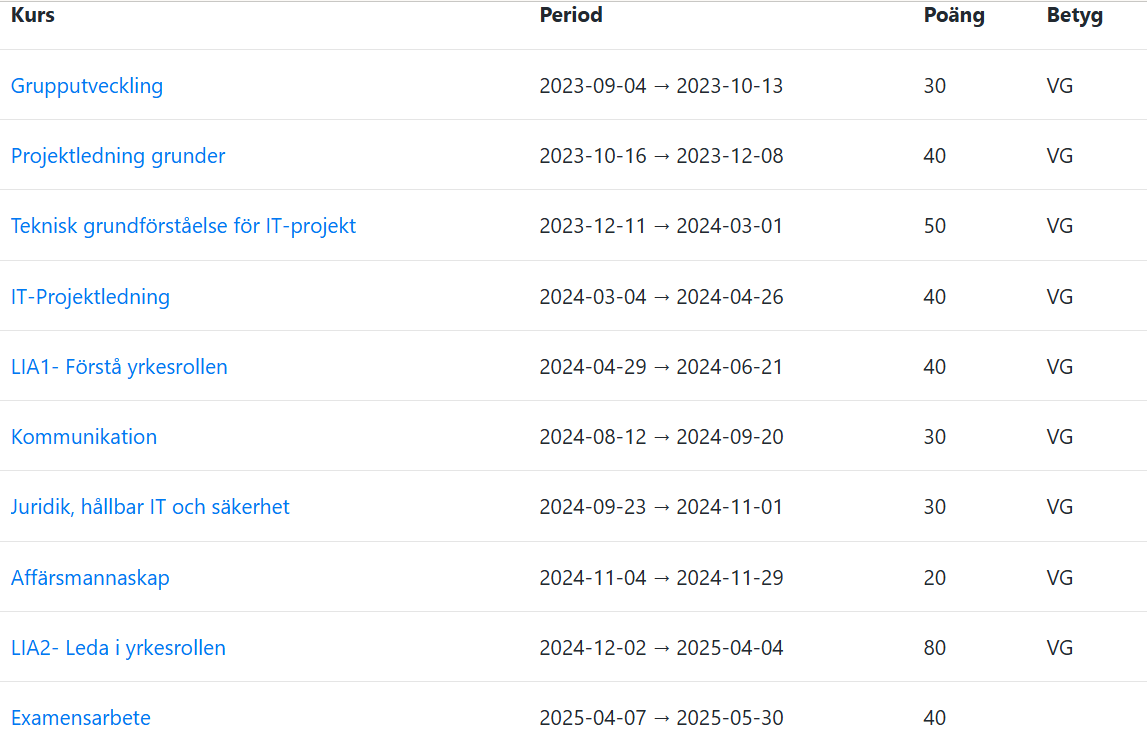 Kurs Period Poäng Betyg
Grupputveckling 2023-09-04 → 2023-10-13 30 VG
Projektledning grunder 2023-10-16 → 2023-12-08 40 VG
Teknisk grundförståelse för IT-projekt 2023-12-11 → 2024-03-01 50 VG
IT-Projektledning 2024-03-04 → 2024-04-26 40 VG
LIA1- Förstå yrkesrollen 2024-04-29 → 2024-06-21 40 VG
Kommunikation 2024-08-12 → 2024-09-20 30 VG
Juridik, hållbar IT och säkerhet 2024-09-23 → 2024-11-01 30 VG
Affärsmannaskap 2024-11-04 → 2024-11-29 20 VG
LIA2- Leda i yrkesrollen 2024-12-02 → 2025-04-04 80 VG
Examensarbete 2025-04-07 → 2025-05-30 40